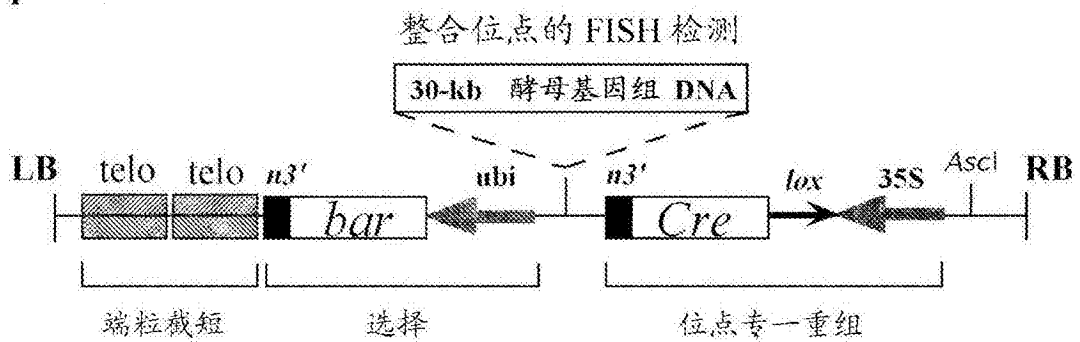 整合位点的 FISH 检测
30-kb 酵母基因组 DNA
LB telo telo n3' ubi n3' lox 35S AscI RB
bar Cre
端粒截短 选择 位点专一重组